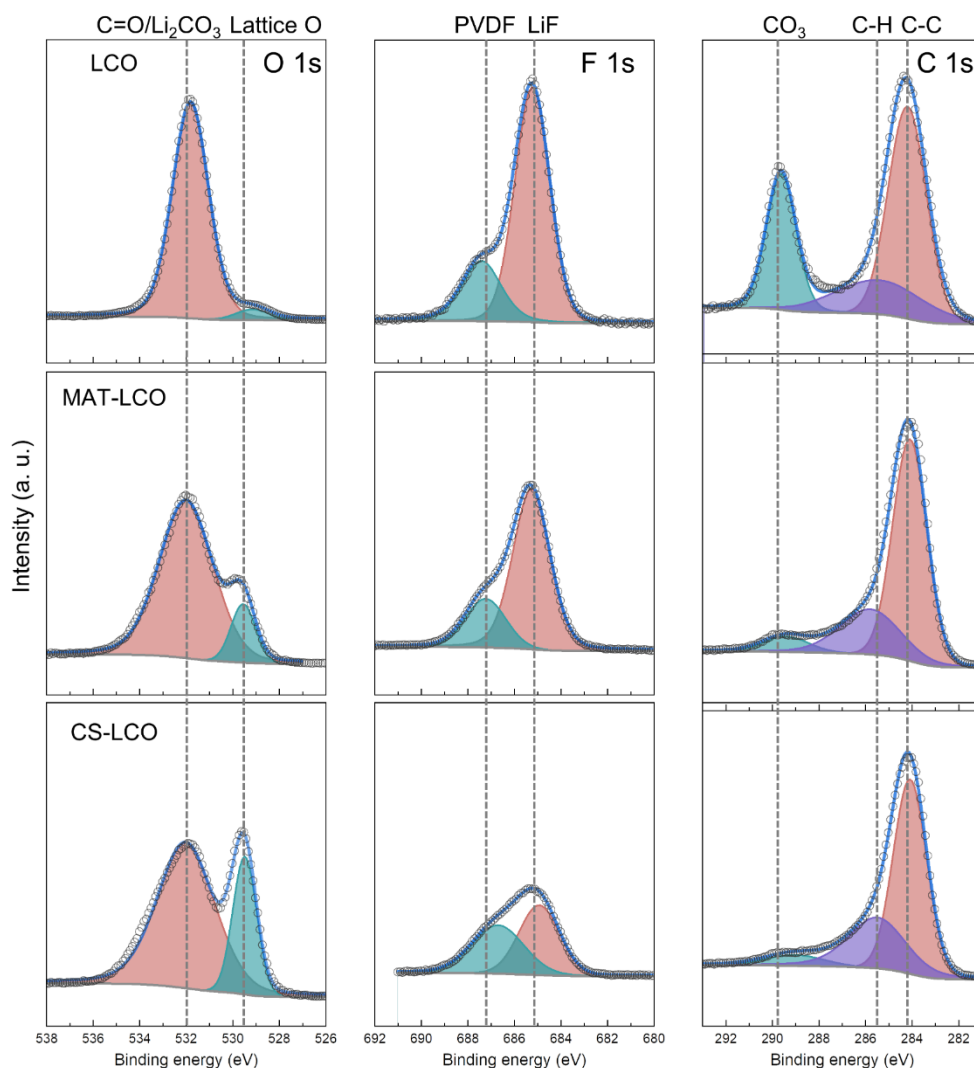 C=O/Li₂CO₃ Lattice O
PVDF LiF
CO₃ C-H C-C
LCO
O 1s
F 1s
C 1s
MAT-LCO
CS-LCO
Intensity (a. u.)
538 536 534 532 530 528 526
692 690 688 686 684 682 680
292 290 288 286 284 282
Binding energy (eV)
Binding energy (eV)
Binding energy (eV)